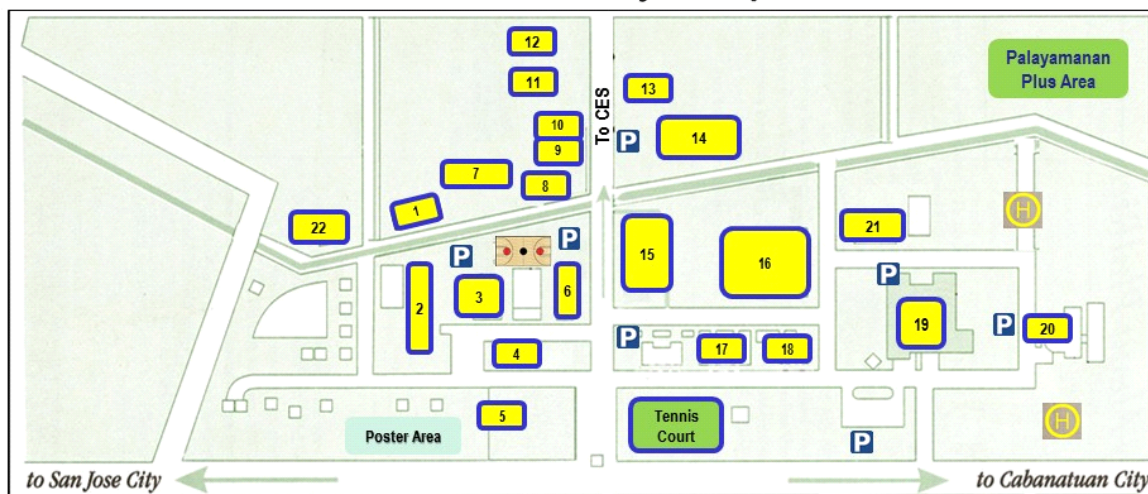 12
11
13
Palayamanan
Plus Area
To CES
10
9
14
P
7
8
1
22
21
H
P
P
15
16
P
2
3
6
19
P
20
P
4
17
18
5
Poster Area
Tennis
Court
P
H
to San Jose City
to Cabanatuan City